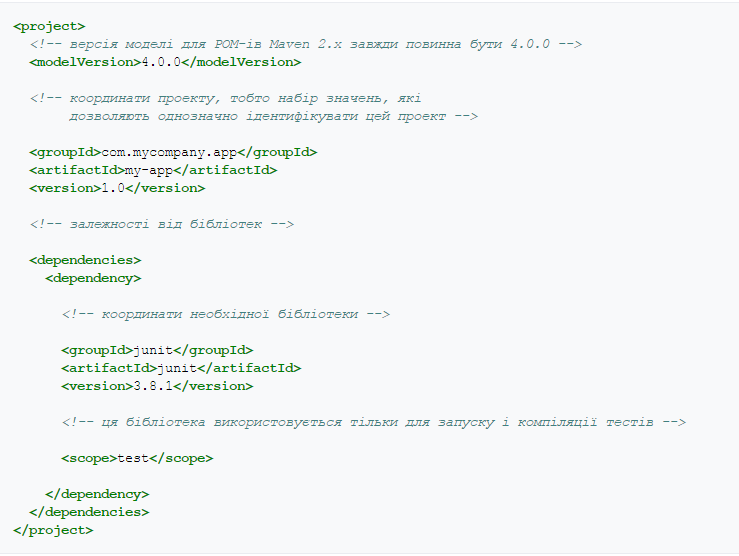 <project>
<!-- версія моделі для POM-ів Maven 2.x завжди повинна бути 4.0.0 -->
<modelVersion>4.0.0</modelVersion>
<!-- координати проекту, тобто набір значень, які
дозволяють однозначно ідентифікувати цей проект -->
<groupId>com.mycompany.app</groupId>
<artifactId>my-app</artifactId>
<version>1.0</version>
<!-- залежності від бібліотек -->
<dependencies>
<dependency>
<!-- координати необхідної бібліотеки -->
<groupId>junit</groupId>
<artifactId>junit</artifactId>
<version>3.8.1</version>
<!-- ця бібліотека використовується тільки для запуску і компіляції тестів -->
<scope>test</scope>
</dependency>
</dependencies>
</project>